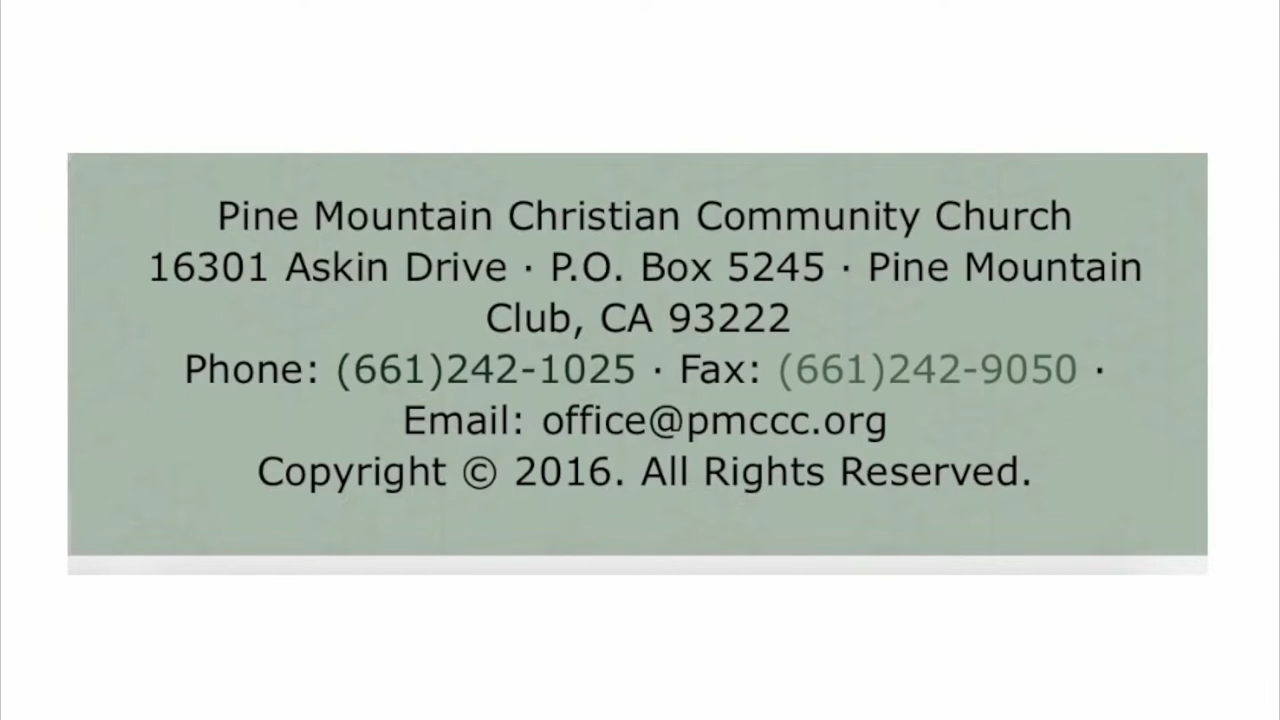 Pine Mountain Christian Community Church
16301 Askin Drive · P.O. Box 5245 · Pine Mountain
Club, CA 93222
Phone: (661)242-1025 · Fax: (661)242-9050 ·
Email: office@pmccc.org
Copyright © 2016. All Rights Reserved.